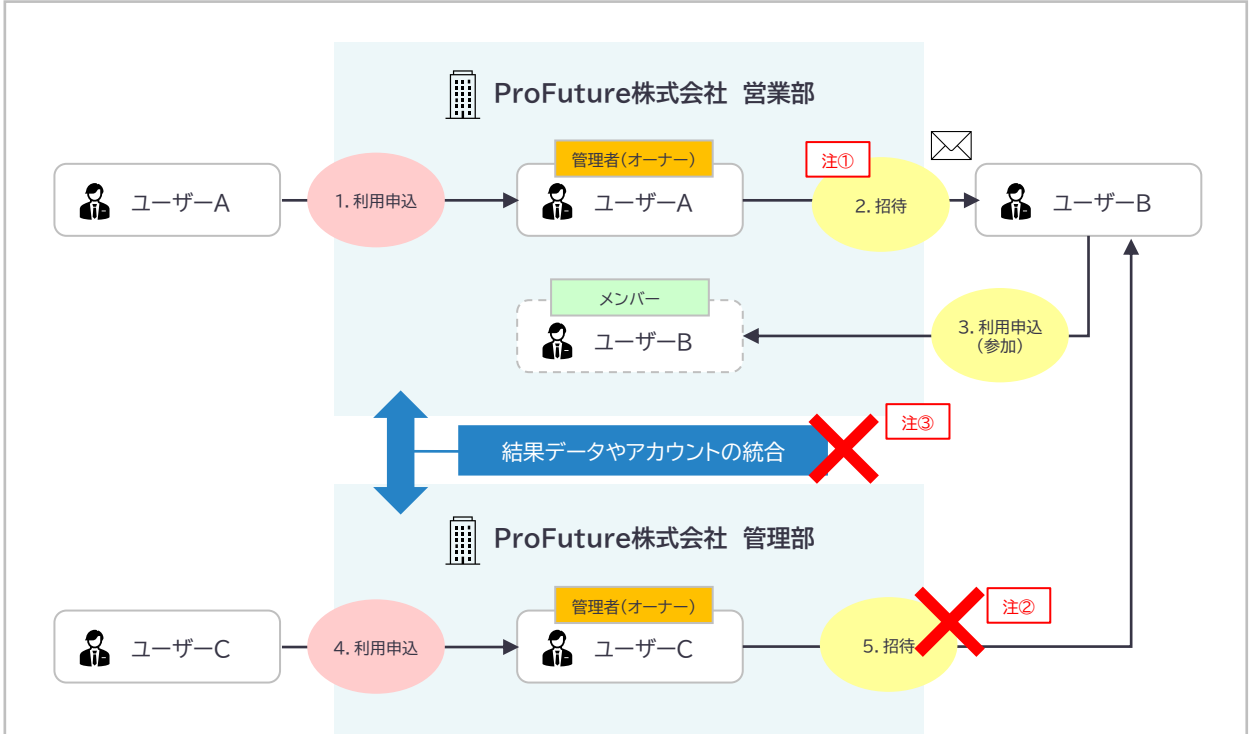 ProFuture株式会社 営業部
管理者(オーナー)
注①
ユーザーA
1. 利用申込
ユーザーA
2. 招待
ユーザーB
メンバー
ユーザーB
3. 利用申込
(参加)
注③
結果データやアカウントの統合
ProFuture株式会社 管理部
管理者(オーナー)
注②
ユーザーC
4. 利用申込
ユーザーC
5. 招待